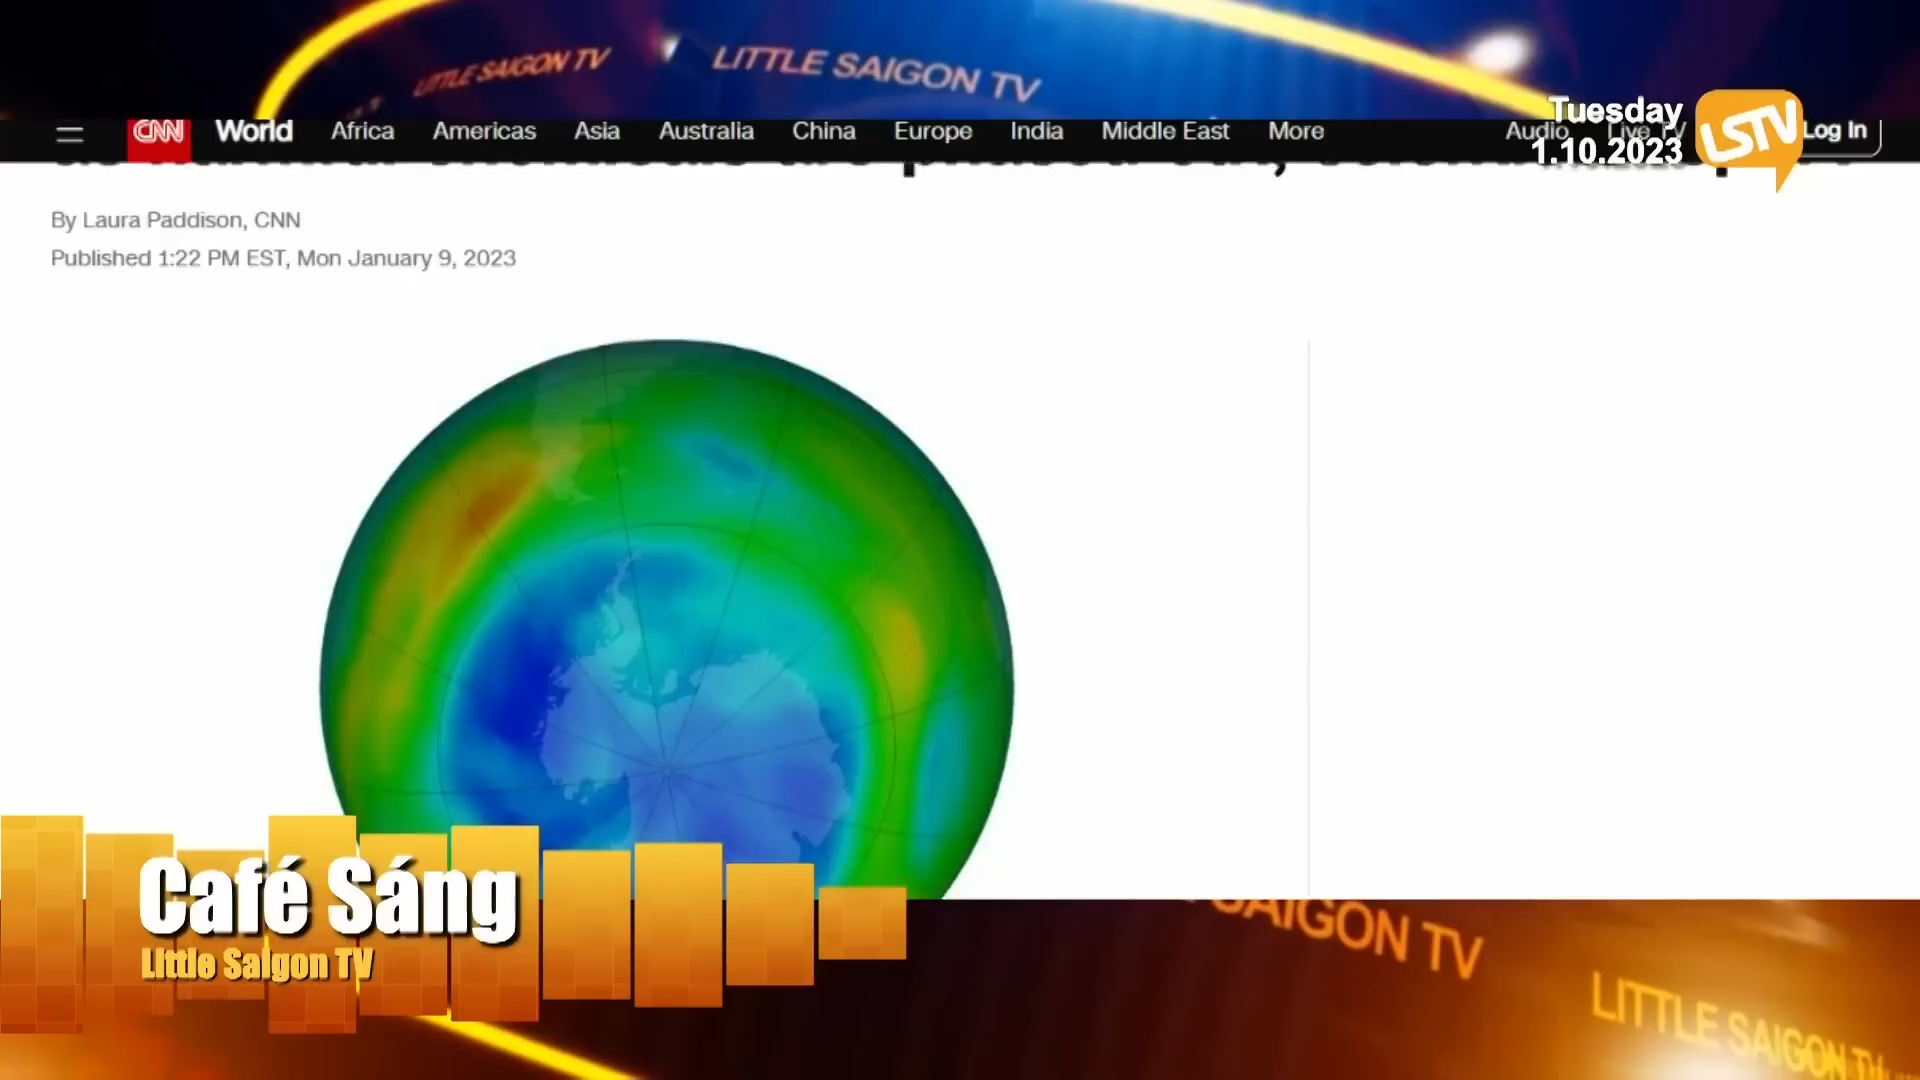 LITTLE SAIGON TV
LITTLE SAIGON TV
CNN World Africa Americas Asia Australia China Europe India Middle East More Audio Live TV Log In
Tuesday
1.10.2023
LSTV
By Laura Paddison, CNN
Published 1:22 PM EST, Mon January 9, 2023
Café Sáng
Little Saigon TV
SAIGON TV
LITTLE SAIGON TV